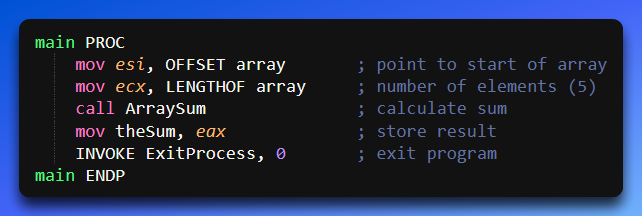 main PROC
    mov esi, OFFSET array       ; point to start of array
    mov ecx, LENGTHOF array     ; number of elements (5)
    call ArraySum               ; calculate sum
    mov theSum, eax             ; store result
    INVOKE ExitProcess, 0       ; exit program
main ENDP